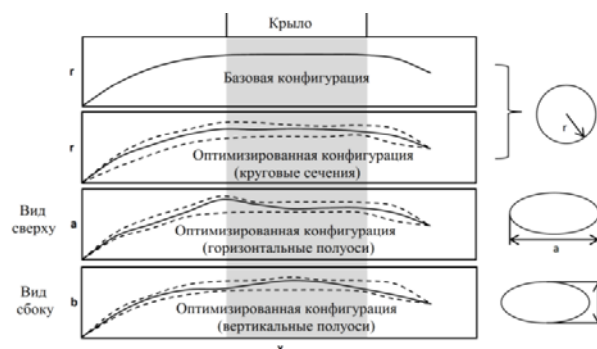 Крыло
r
Базовая конфигурация
r
r
Оптимизированная конфигурация
(круговые сечения)
Вид
сверху
a
Оптимизированная конфигурация
(горизонтальные полуоси)
a
Вид
сбоку
b
Оптимизированная конфигурация
(вертикальные полуоси)